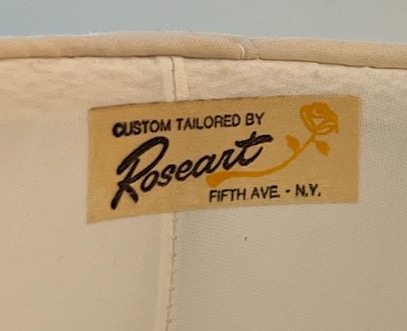 CUSTOM TAILORED BY
Roseart
FIFTH AVE. - N.Y.